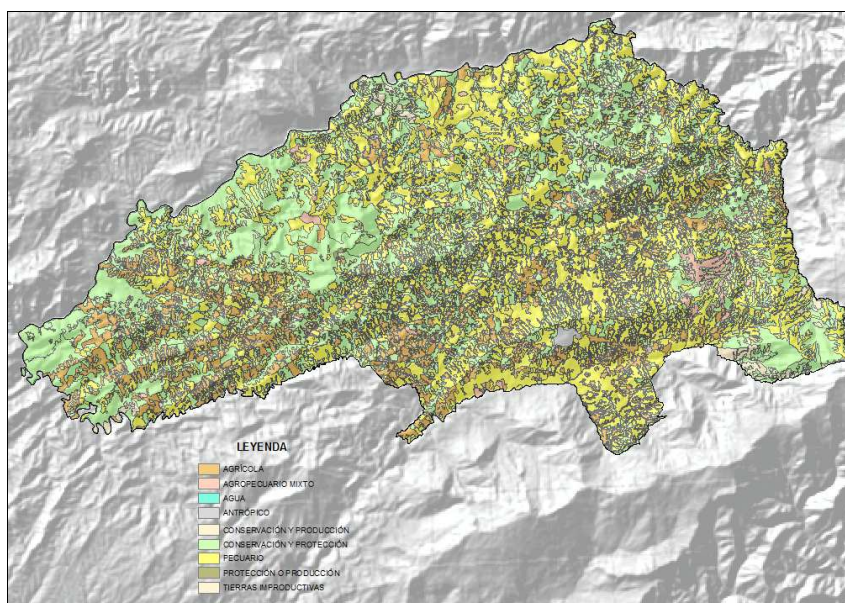 LEYENDA
AGRÍCOLA
AGROPECUARIO MIXTO
AGUA
ANTRÓPICO
CONSERVACIÓN Y PRODUCCIÓN
CONSERVACIÓN Y PROTECCIÓN
PECUARIO
PROTECCIÓN O PRODUCCIÓN
TIERRAS IMPRODUCTIVAS